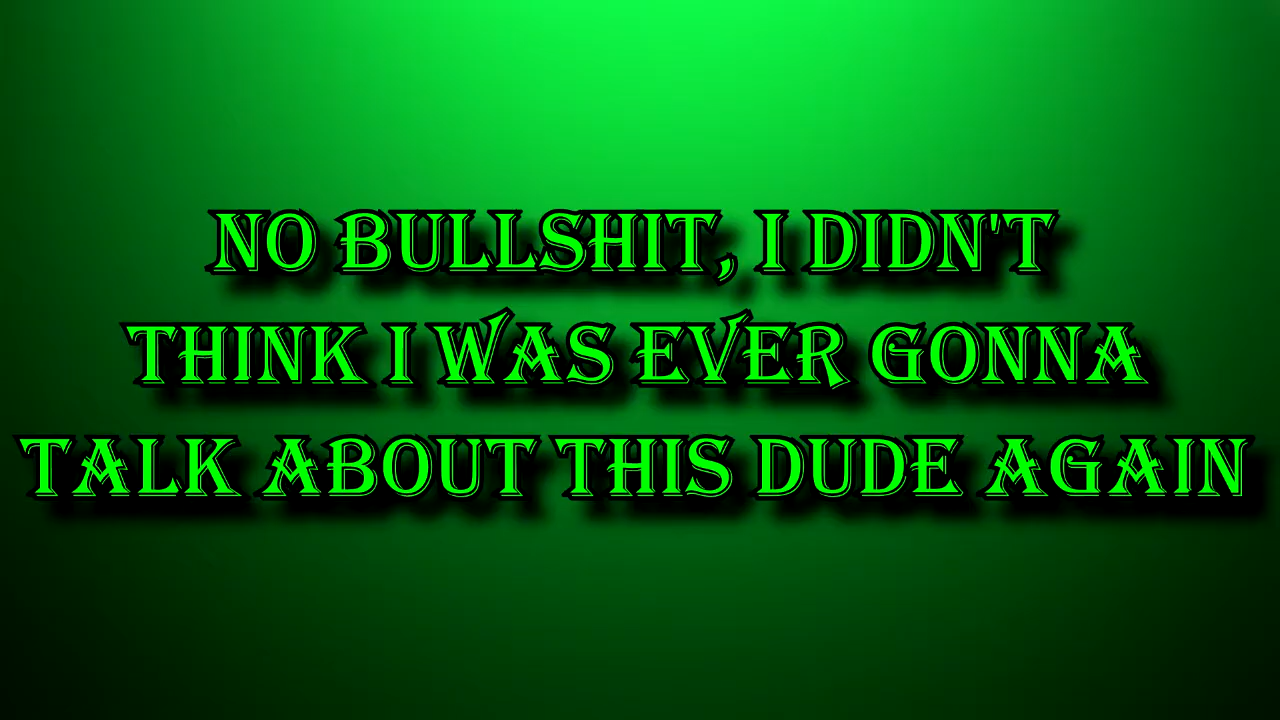 NO BULLSHIT, I DIDN'T
THINK I WAS EVER GONNA
TALK ABOUT THIS DUDE AGAIN